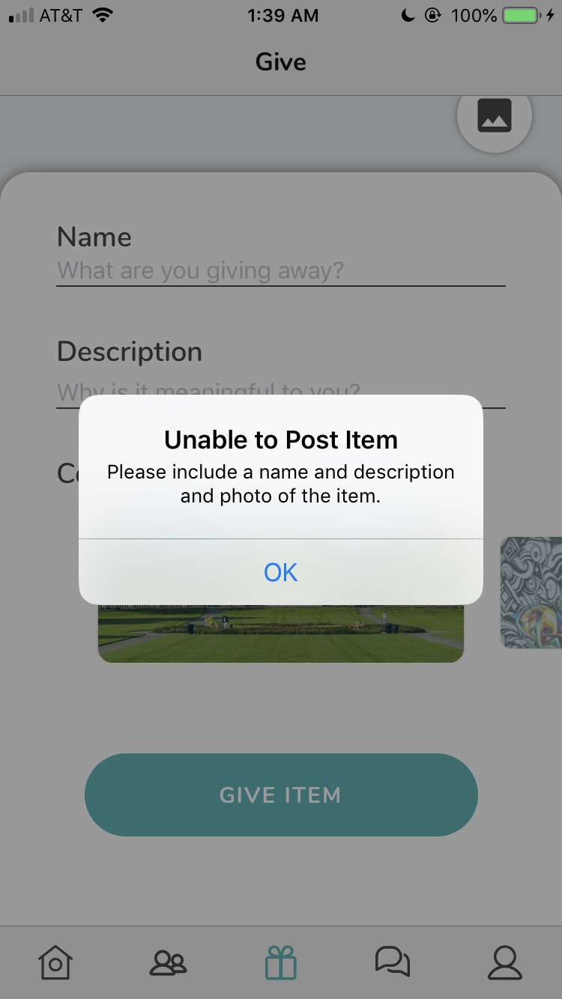 AT&T 1:39 AM 100%
Give
Name
What are you giving away?
Description
Why is it meaningful to you?
Unable to Post Item
Please include a name and description
and photo of the item.
OK
GIVE ITEM